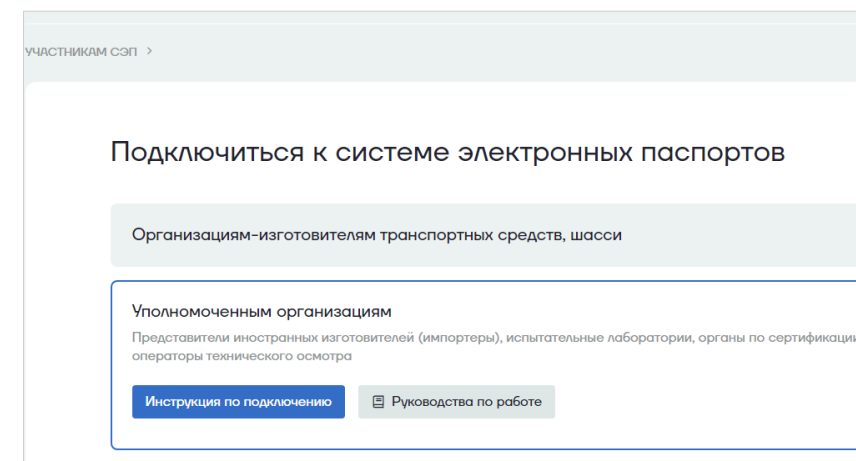 УЧАСТНИКАМ СЭП >
Подключиться к системе электронных паспортов
Организациям-изготовителям транспортных средств, шасси
Уполномоченным организациям
Представители иностранных изготовителей (импортеры), испытательные лаборатории, органы по сертификации
операторы технического осмотра
Инструкция по подключению
Руководства по работе